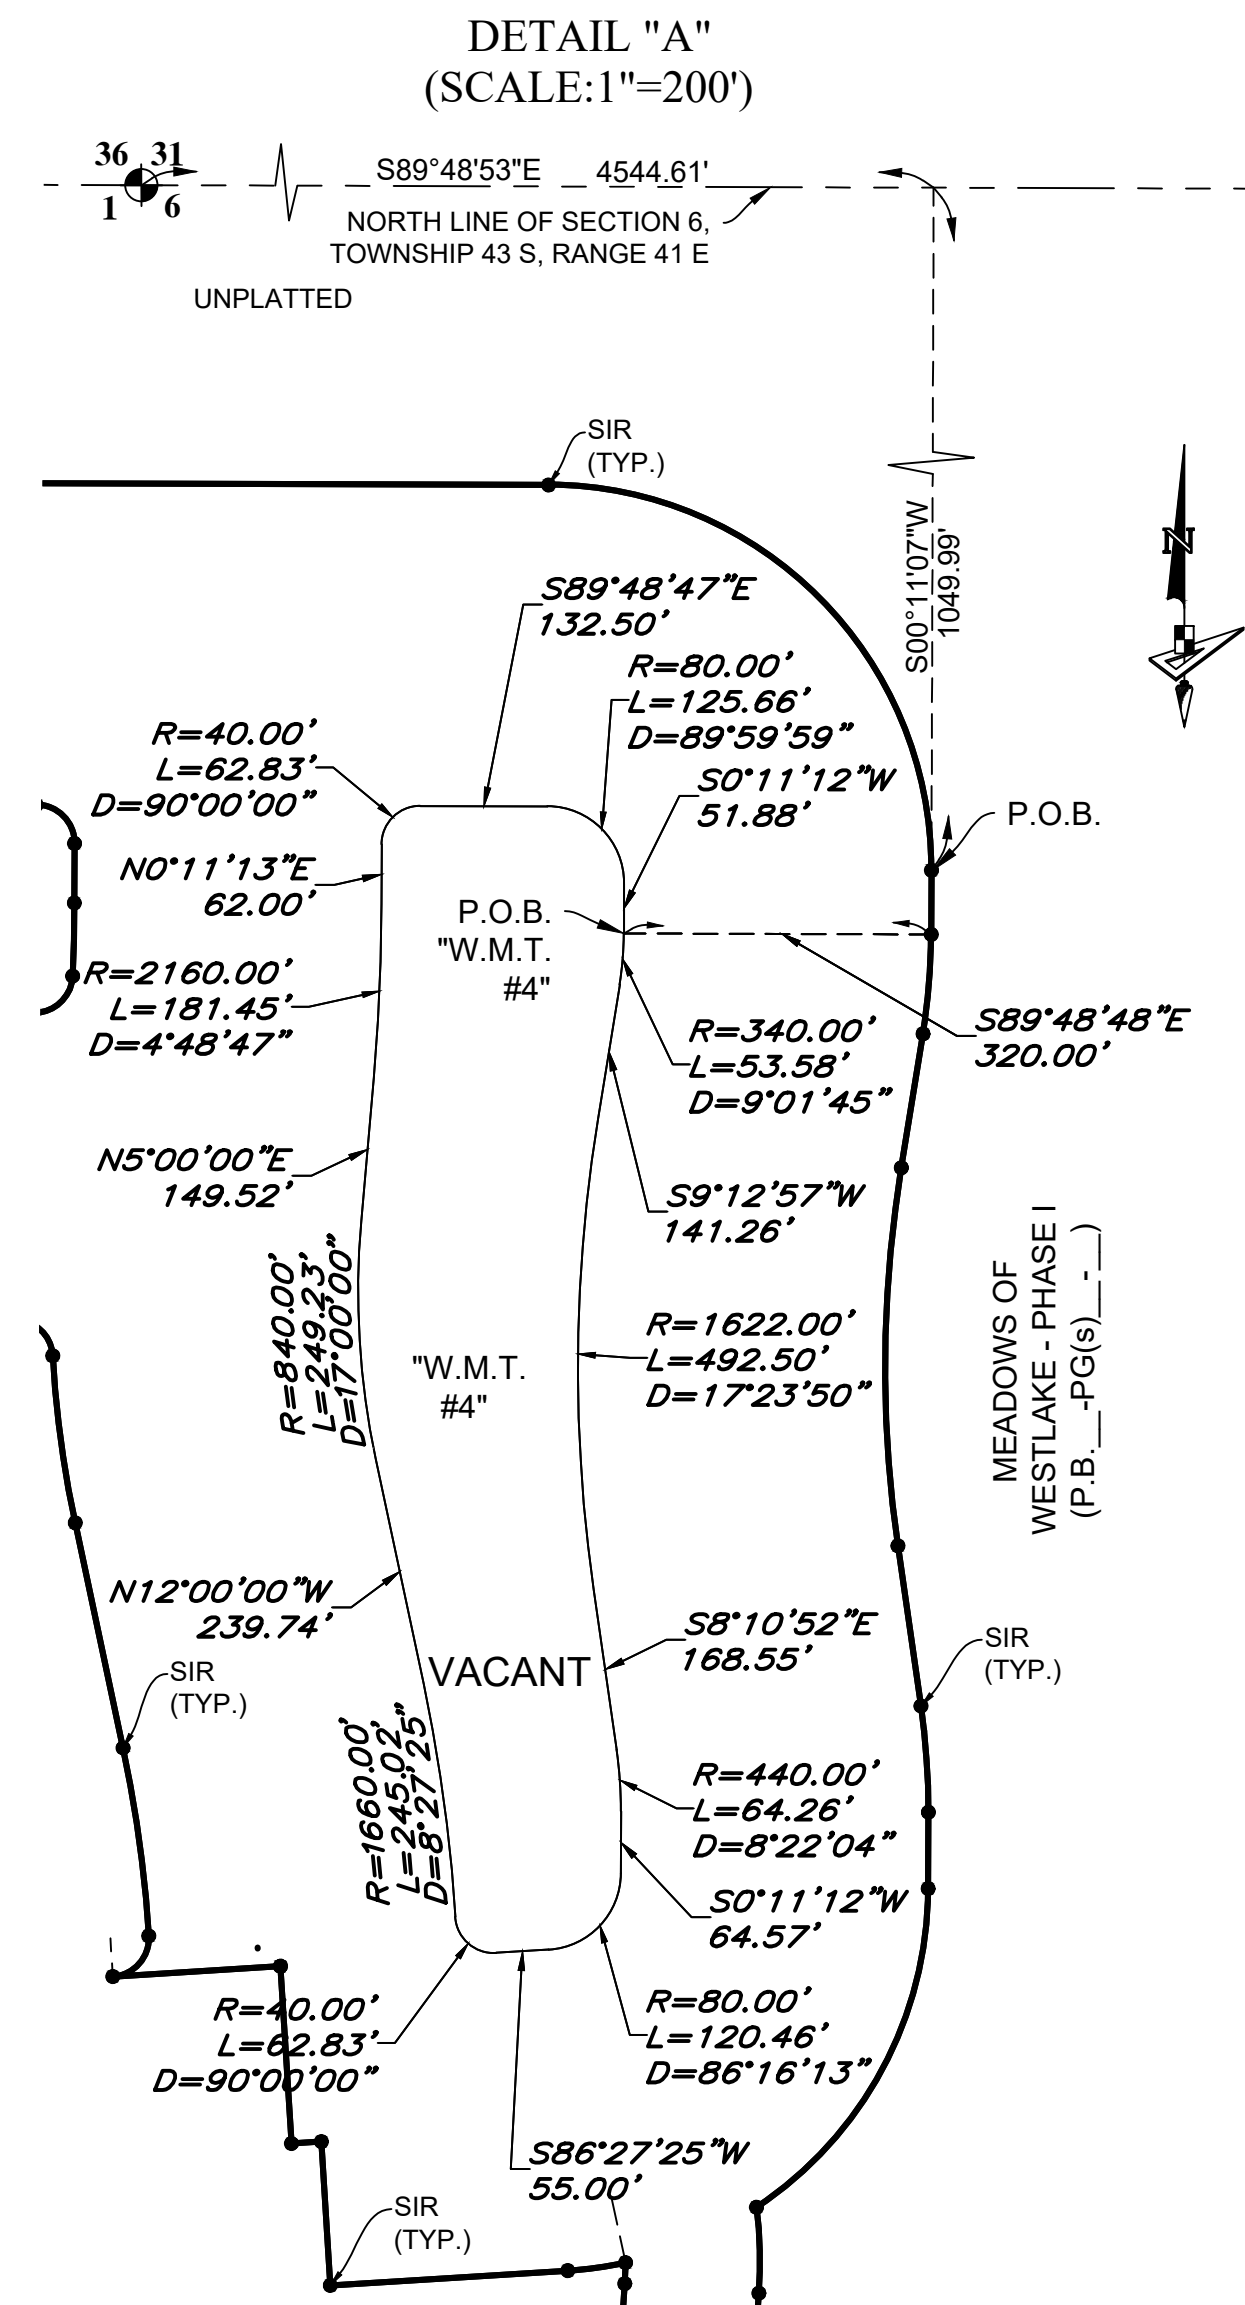 DETAIL "A"
(SCALE:1"=200')
36 31
1 6
S89°48'53"E 4544.61'
NORTH LINE OF SECTION 6,
TOWNSHIP 43 S, RANGE 41 E
UNPLATTED
SIR
(TYP.)
S00°11'07"W
1049.99'
N
S89°48'47"E
132.50'
R=80.00'
L=125.66'
D=89°59'59"
R=40.00'
L=62.83'
D=90°00'00"
S0°11'12"W
51.88'
P.O.B.
N0°11'13"E
62.00'
P.O.B.
"W.M.T.
#4"
R=2160.00'
L=181.45'
D=4°48'47"
R=340.00'
L=53.58'
D=9°01'45"
S89°48'48"E
320.00'
N5°00'00"E
149.52'
S9°12'57"W
141.26'
R=840.00'
L=249.23'
D=17°00'00"
"W.M.T.
#4"
R=1622.00'
L=492.50'
D=17°23'50"
MEADOWS OF
WESTLAKE - PHASE I
(P.B.__-PG(s)__-__)
N12°00'00"W
239.74'
S8°10'52"E
168.55'
SIR
(TYP.)
SIR
(TYP.)
VACANT
R=1660.00'
L=245.02'
D=8°27'25"
R=440.00'
L=64.26'
D=8°22'04"
S0°11'12"W
64.57'
R=40.00'
L=62.83'
D=90°00'00"
R=80.00'
L=120.46'
D=86°16'13"
S86°27'25"W
55.00'
SIR
(TYP.)